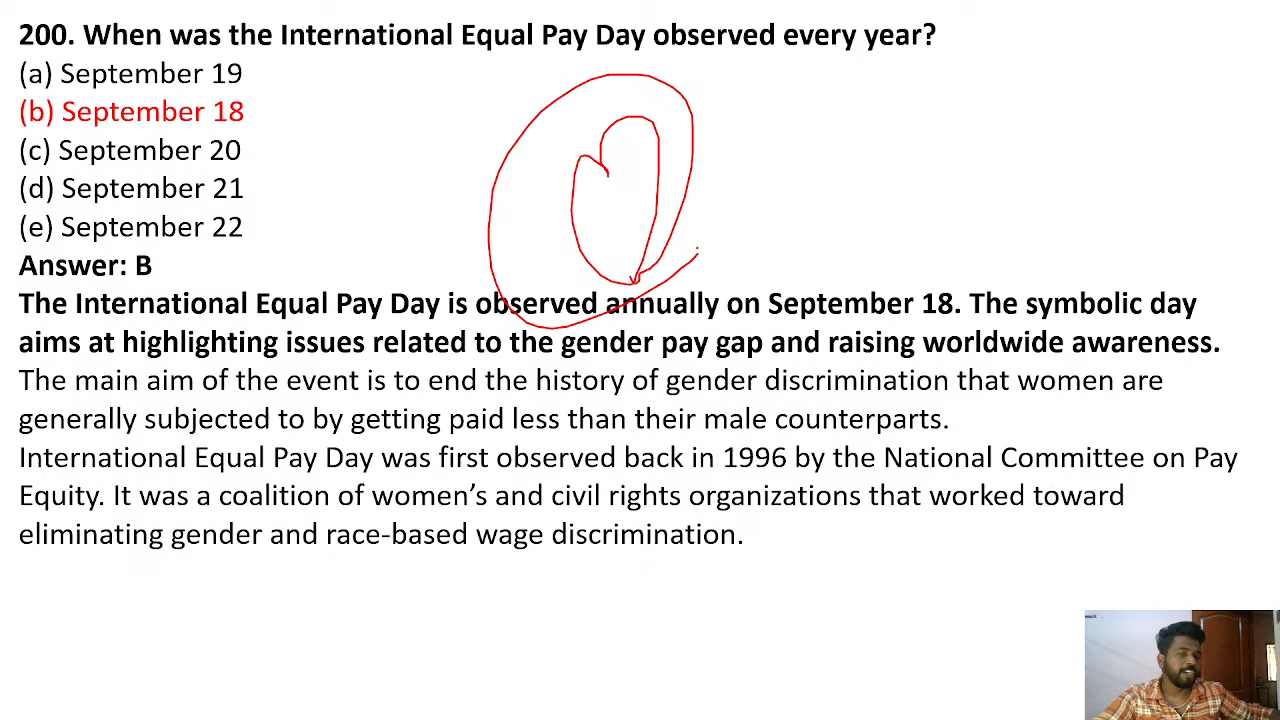 200. When was the International Equal Pay Day observed every year?
(a) September 19
(b) September 18
(c) September 20
(d) September 21
(e) September 22
Answer: B
The International Equal Pay Day is observed annually on September 18. The symbolic day
aims at highlighting issues related to the gender pay gap and raising worldwide awareness.
The main aim of the event is to end the history of gender discrimination that women are
generally subjected to by getting paid less than their male counterparts.
International Equal Pay Day was first observed back in 1996 by the National Committee on Pay
Equity. It was a coalition of women's and civil rights organizations that worked toward
eliminating gender and race-based wage discrimination.